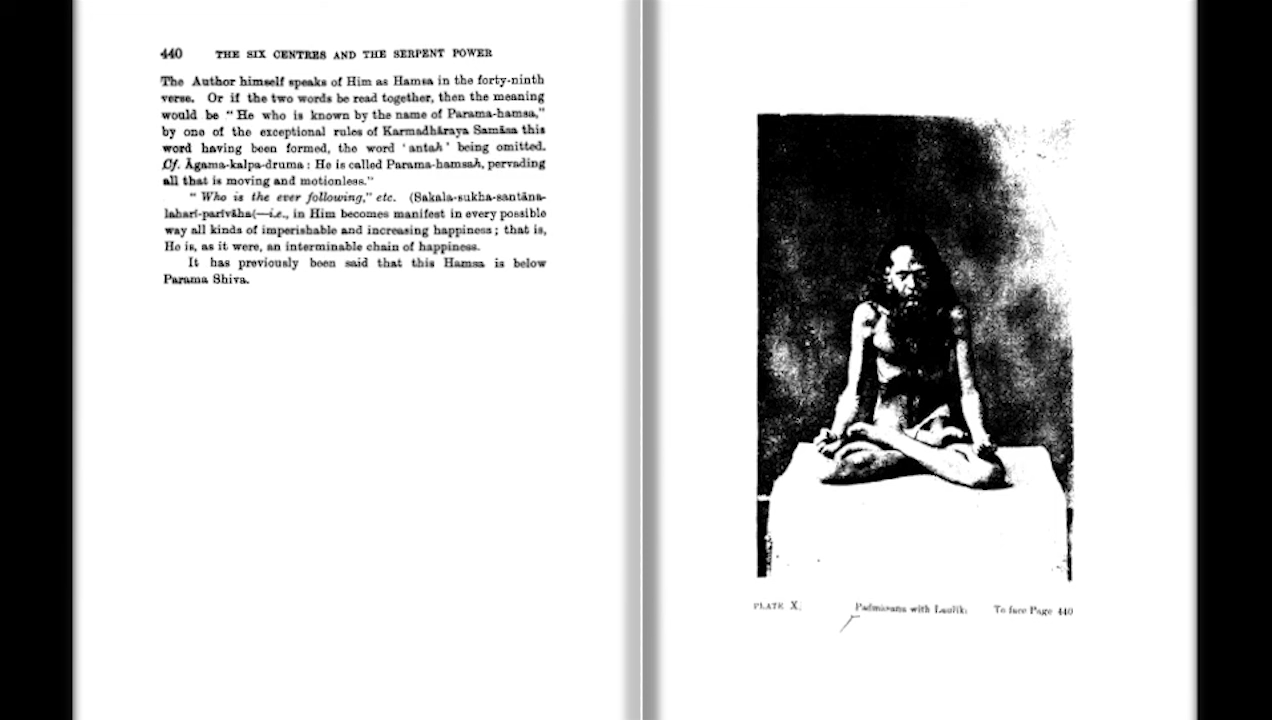 440 THE SIX CENTRES AND THE SERPENT POWER
The Author himself speaks of Him as Hamsa in the forty-ninth
verse. Or if the two words be read together, then the meaning
would be “He who is known by the name of Parama-hamsa,”
by one of the exceptional rules of Karmadhāraya Samāsa this
word having been formed, the word ‘antah’ being omitted.
Cf. Āgama-kalpa-druma : He is called Parama-hamsah, pervading
all that is moving and motionless.”
“Who is the ever following,” etc. (Sakala-sukha-santāna-
laharī-parīvāha(—i.e., in Him becomes manifest in every possible
way all kinds of imperishable and increasing happiness ; that is,
He is, as it were, an interminable chain of happiness.
It has previously been said that this Hamsa is below
Parama Shiva.
PLATE X. Padmāsana with Laulik: To face Page 440